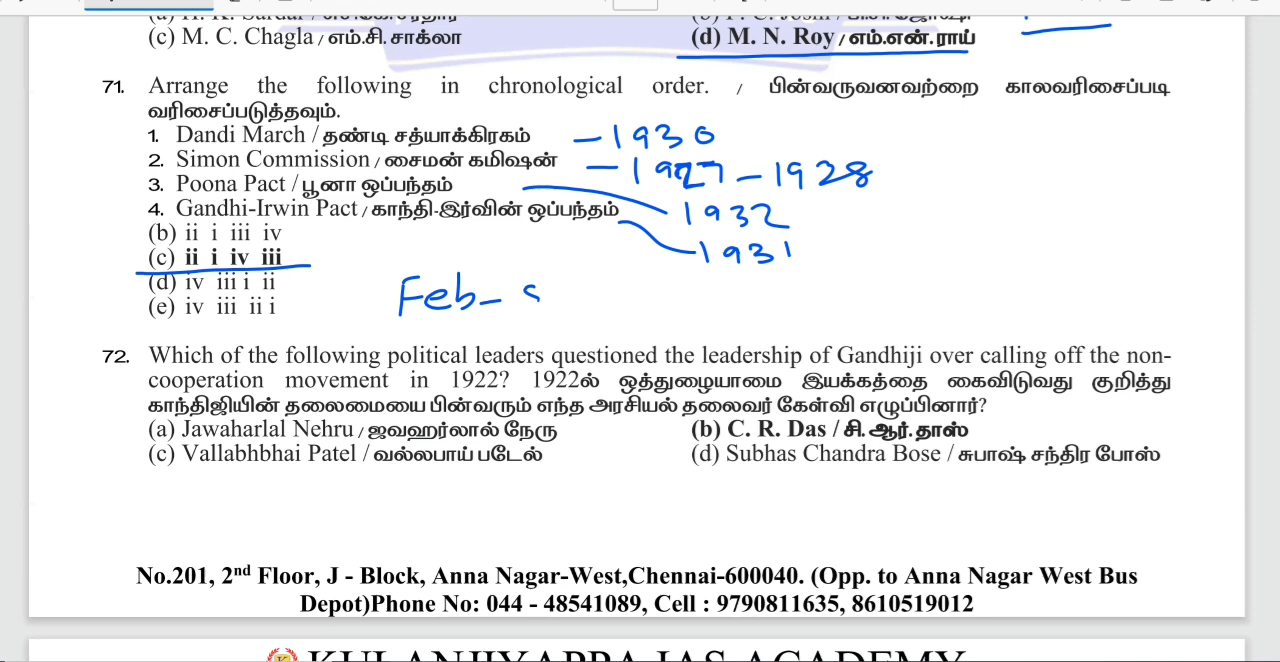 (a) H. K. Sardar / எச்.கே.சர்தார் (b) P. C. Joshi / பி.சி.ஜோஷி
(c) M. C. Chagla / எம்.சி. சாக்லா (d) M. N. Roy / எம்.என்.ராய்
71. Arrange the following in chronological order. / பின்வருவனவற்றை காலவரிசைப்படி
வரிசைப்படுத்தவும்.
1. Dandi March / தண்டி சத்யாக்கிரகம் – 1930
2. Simon Commission / சைமன் கமிஷன் – 1927 – 1928
3. Poona Pact / பூனா ஒப்பந்தம் 1932
4. Gandhi-Irwin Pact / காந்தி-இர்வின் ஒப்பந்தம் 1931
(b) ii i iii iv
(c) ii i iv iii
(d) iv iii i ii
(e) iv iii ii i
Feb –
72. Which of the following political leaders questioned the leadership of Gandhiji over calling off the non-
cooperation movement in 1922? 1922ல் ஒத்துழையாமை இயக்கத்தை கைவிடுவது குறித்து
காந்திஜியின் தலைமையை பின்வரும் எந்த அரசியல் தலைவர் கேள்வி எழுப்பினார்?
(a) Jawaharlal Nehru / ஜவஹர்லால் நேரு (b) C. R. Das / சி.ஆர்.தாஸ்
(c) Vallabhbhai Patel / வல்லபாய் படேல் (d) Subhas Chandra Bose / சுபாஷ் சந்திர போஸ்
No.201, 2nd Floor, J - Block, Anna Nagar-West,Chennai-600040. (Opp. to Anna Nagar West Bus
Depot)Phone No: 044 - 48541089, Cell : 9790811635, 8610519012
KULANJIYAPPA IAS ACADEMY